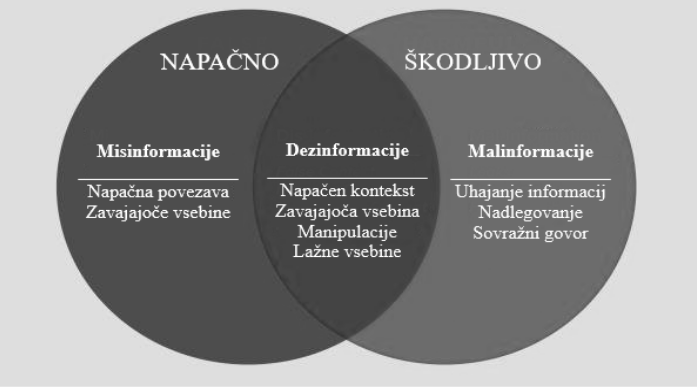 NAPAČNO
ŠKODLJIVO
Misinformacije
Napačna povezava
Zavajajoče vsebine
Dezinformacije
Napačen kontekst
Zavajajoča vsebina
Manipulacije
Lažne vsebine
Malinformacije
Uhajanje informacij
Nadlegovanje
Sovražni govor